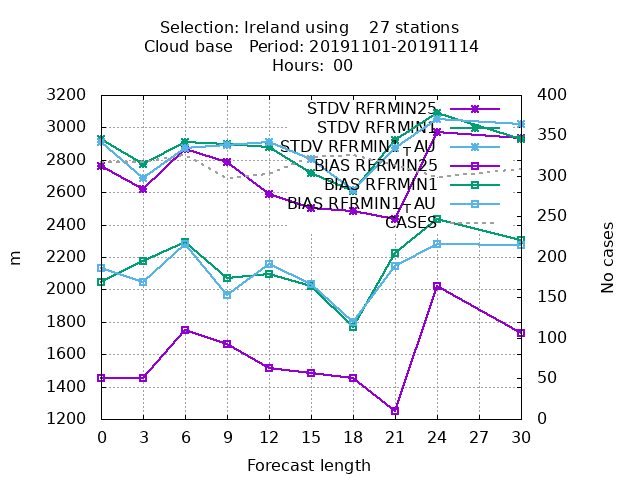 Selection: Ireland using 27 stations
Cloud base Period: 20191101-20191114
Hours: 00
3200
3000
2800
2600
2400
2200
2000
1800
1600
1400
1200
m
400
350
300
250
200
150
100
50
0
No cases
STDV RFRMIN25
STDV RFRMIN1
STDV RFRMIN1_AU
BIAS RFRMIN25
BIAS RFRMIN1
BIAS RFRMIN1_AU
CASES
0 3 6 9 12 15 18 21 24 27 30
Forecast length